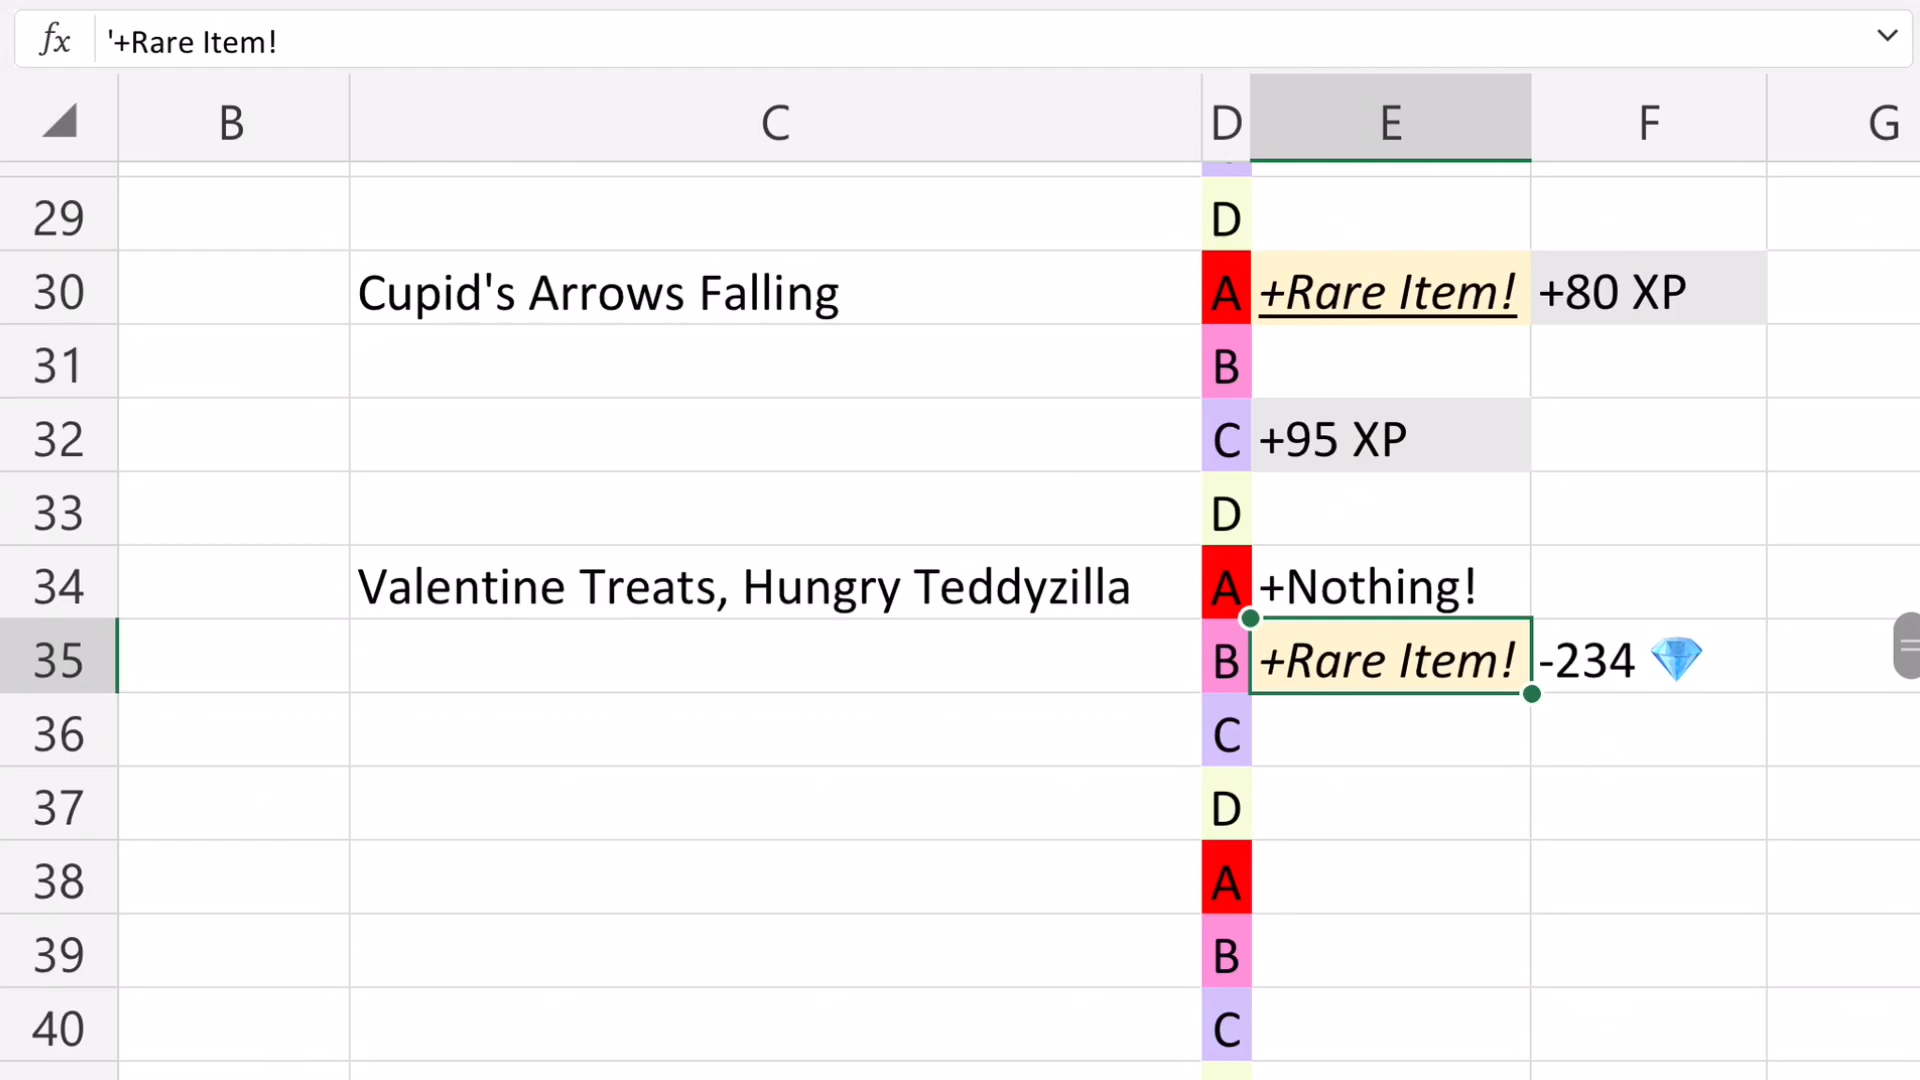 fx '+Rare Item!
B C D E F G
29 D
30 Cupid's Arrows Falling A +Rare Item! +80 XP
31 B
32 C +95 XP
33 D
34 Valentine Treats, Hungry Teddyzilla A +Nothing!
35 B +Rare Item! -234 💎
36 C
37 D
38 A
39 B
40 C